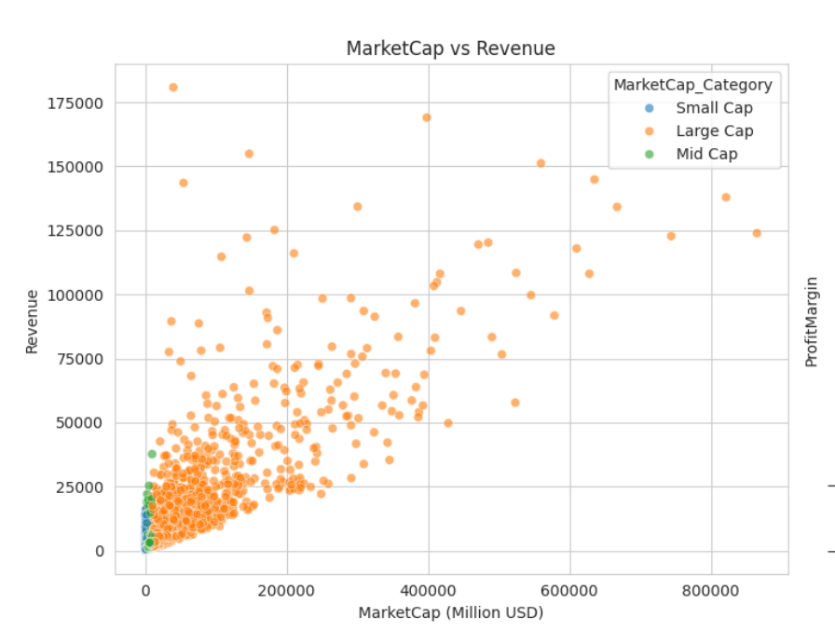 MarketCap vs Revenue
MarketCap_Category
Small Cap
Large Cap
Mid Cap
175000
150000
125000
100000
75000
50000
25000
0
Revenue
0
200000
400000
600000
800000
MarketCap (Million USD)
ProfitMargin